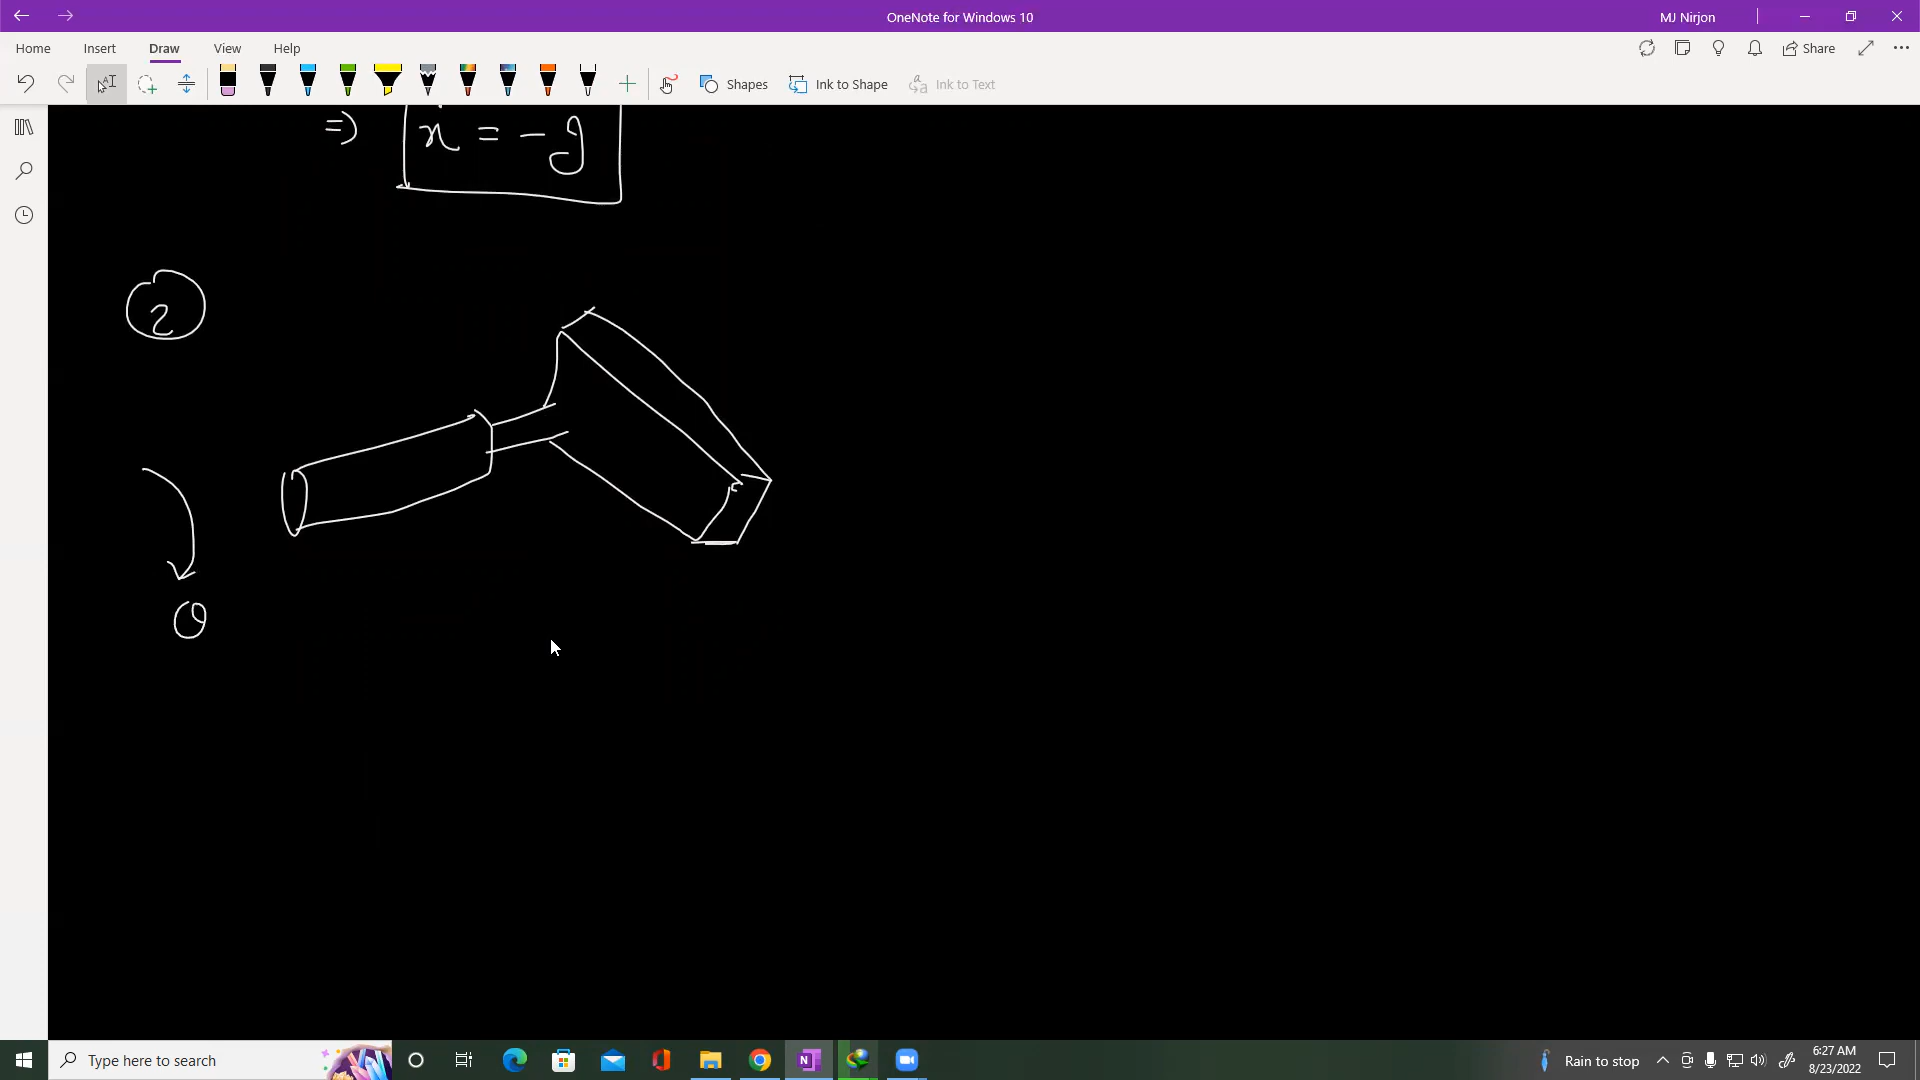 OneNote for Windows 10
MJ Nirjon
Home Insert Draw View Help
Share
Shapes
Ink to Shape
Ink to Text
=> x = - g
2
θ
Type here to search
Rain to stop
6:27 AM
8/23/2022